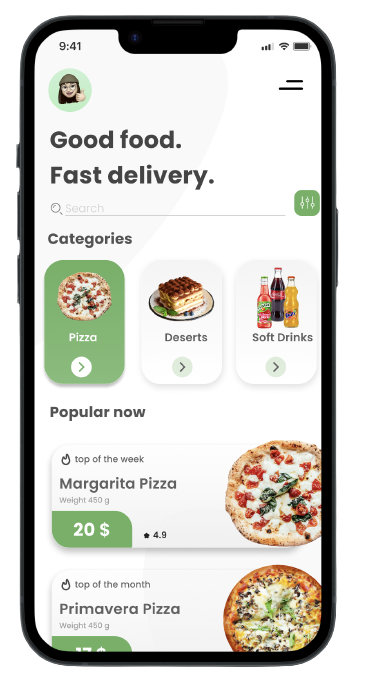 9:41
Good food.
Fast delivery.
Search
Categories
Pizza
Deserts
Soft Drinks
Popular now
top of the week
Margarita Pizza
Weight 450 g
20 $
4.9
top of the month
Primavera Pizza
Weight 450 g
17 $